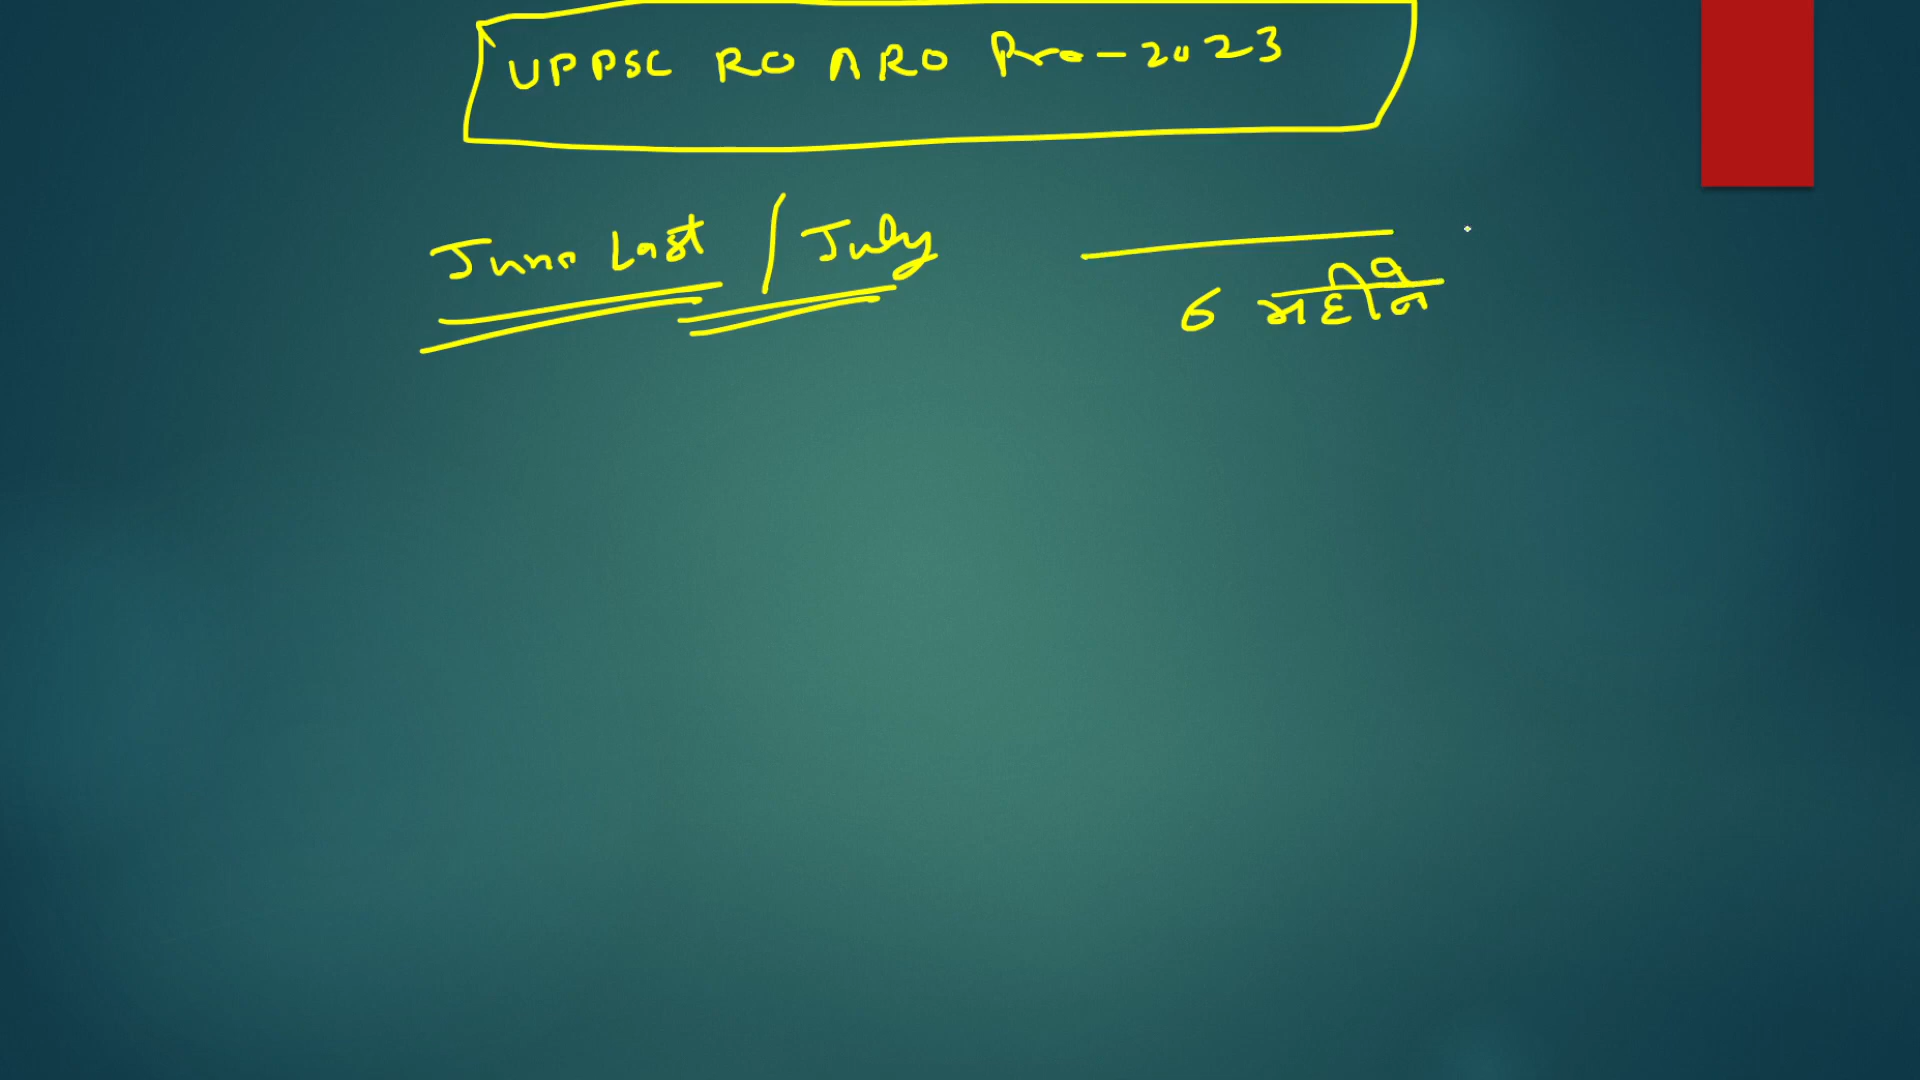 UPPSC RO ARO Pre-2023
June Last / July
6 महीने